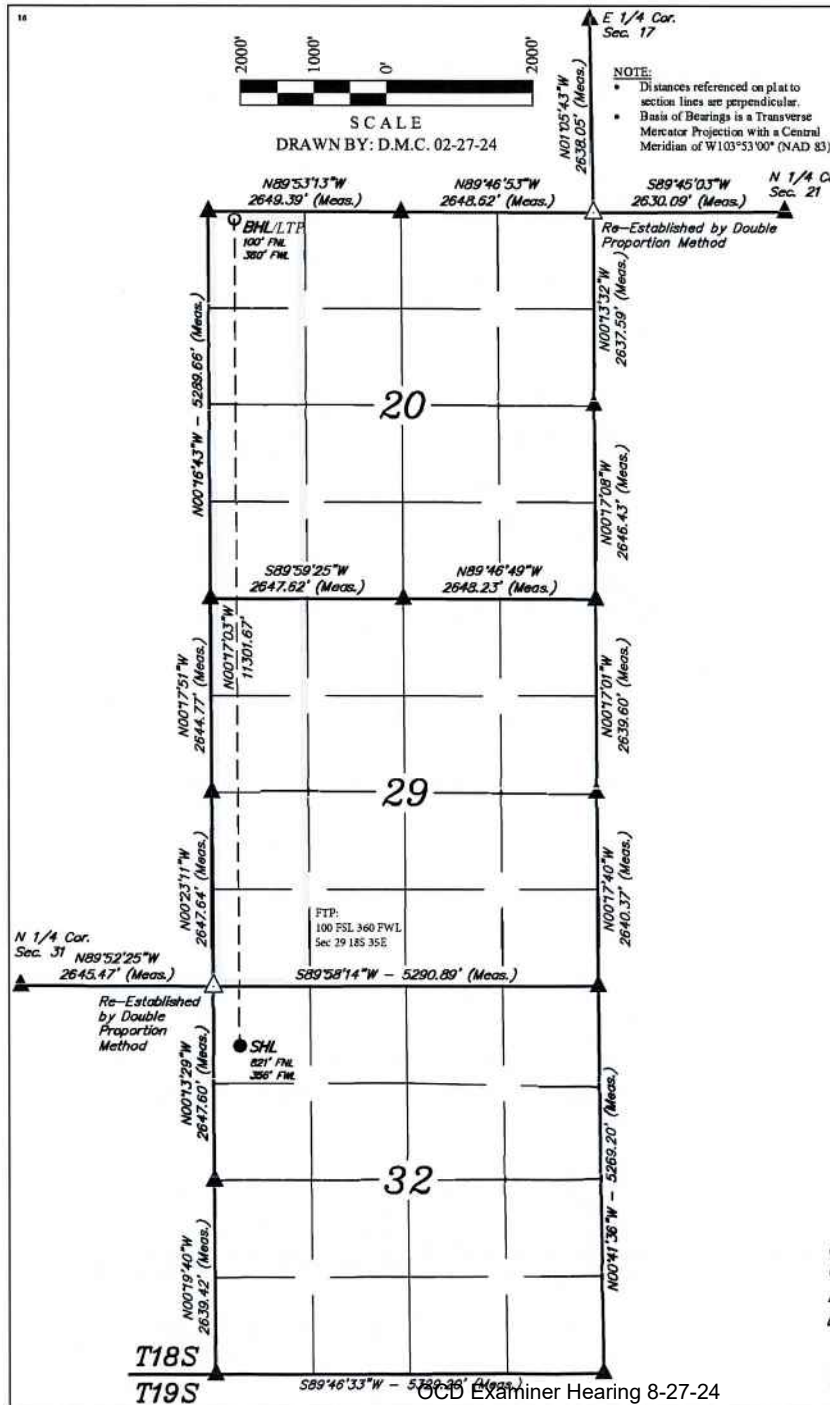 16
E 1/4 Cor.
Sec. 17
2000'
1000'
0'
2000'
SCALE
DRAWN BY: D.M.C. 02-27-24
N01°05'43"W
2638.05' (Meas.)
NOTE:
• Distances referenced on plat to
section lines are perpendicular.
• Basis of Bearings is a Transverse
Mercator Projection with a Central
Meridian of W103°53'00" (NAD 83)
N89°53'13"W
2649.39' (Meas.)
N89°46'53"W
2648.62' (Meas.)
S89°45'03"W
2630.09' (Meas.)
N 1/4 Co
Sec. 21
BHL/LTP
100' FNL
360' FWL
Re-Established by Double
Proportion Method
N00°13'32"W
2637.59' (Meas.)
N00°16'43"W - 5289.66' (Meas.)
20
N00°17'08"W
2646.43' (Meas.)
S89°59'25"W
2647.62' (Meas.)
N89°46'49"W
2648.23' (Meas.)
N00°17'03"W
11301.67'
N00°17'51"W
2644.77' (Meas.)
N00°17'01"W
2639.60' (Meas.)
29
N00°23'11"W
2647.64' (Meas.)
N00°17'40"W
2640.37' (Meas.)
FTP:
100 FSL 360 FWL
Sec 29 18S 35E
N 1/4 Cor.
Sec. 31
N89°52'25"W
2645.47' (Meas.)
S89°58'14"W - 5290.89' (Meas.)
Re-Established
by Double
Proportion
Method
SHL
821' FNL
356' FWL
N00°13'29"W
2647.60' (Meas.)
32
N00°41'36"W - 5269.20' (Meas.)
N00°19'40"W
2639.42' (Meas.)
T18S
T19S
S89°46'33"W -
OCD Examiner Hearing 8-27-24